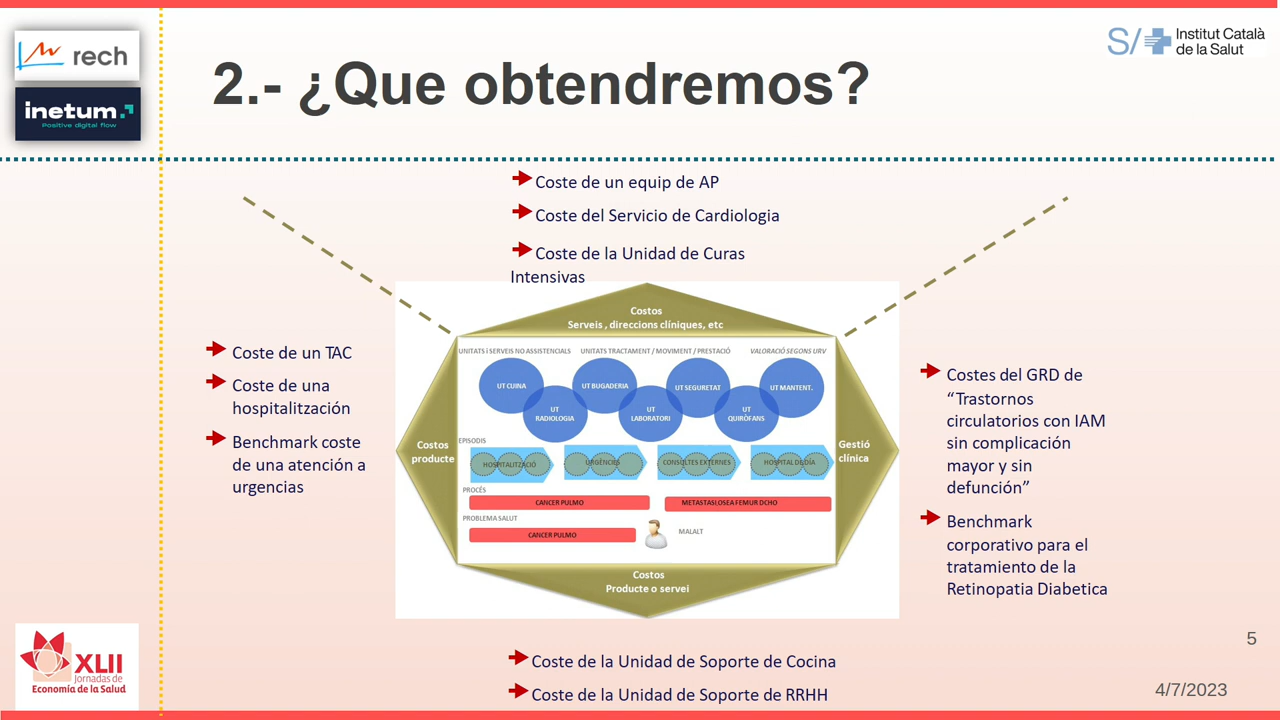 rech
inetum
Positive digital flow
S/ Institut Català
de la Salut
2.- ¿Que obtendremos?
Coste de un equip de AP
Coste del Servicio de Cardiologia
Coste de la Unidad de Curas
Intensivas
Coste de un TAC
Coste de una
hospitalitzación
Benchmark coste
de una atención a
urgencias
Costos
Serveis , direccions clíniques, etc
UNITATS i SERVEIS NO ASSISTENCIALS
UNITATS TRACTAMENT / MOVIMENT / PRESTACIÓ
VALORACIÓ SEGONS URV
UT CUINA
UT BUGADERIA
UT SEGURETAT
UT MANTENT.
UT
RADIOLOGIA
UT
LABORATORI
UT
QUIRÒFANS
Costos
producte
EPISODIS
HOSPITALITZACIÓ
URGÈNCIES
CONSULTES EXTERNES
HOSPITAL DE DÍA
PROCÉS
CANCER PULMO
METASTASI OSEA FEMUR DCHO
PROBLEMA SALUT
CANCER PULMO
MALALT
Gestió
clínica
Costos
Producte o servei
Costes del GRD de
“Trastornos
circulatorios con IAM
sin complicación
mayor y sin
defunción”
Benchmark
corporativo para el
tratamiento de la
Retinopatia Diabetica
Coste de la Unidad de Soporte de Cocina
Coste de la Unidad de Soporte de RRHH
XLII
Jornadas de
Economía de la Salud
5
4/7/2023